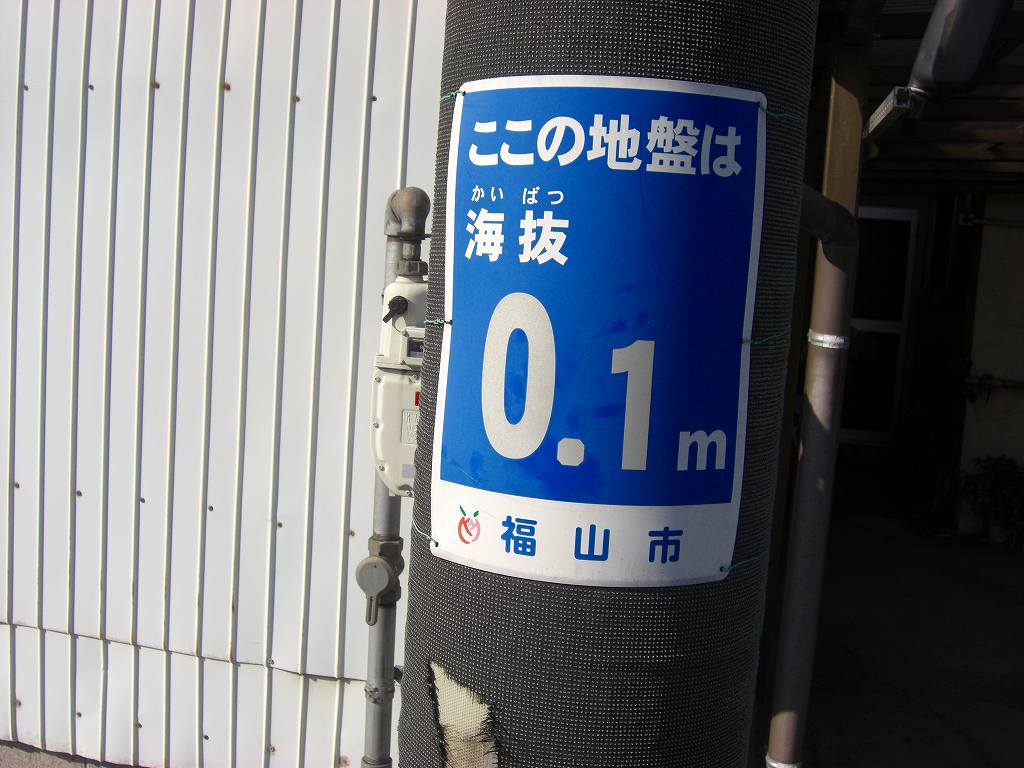 ここの地盤は
かい ばつ
海抜
0.1m
福山市